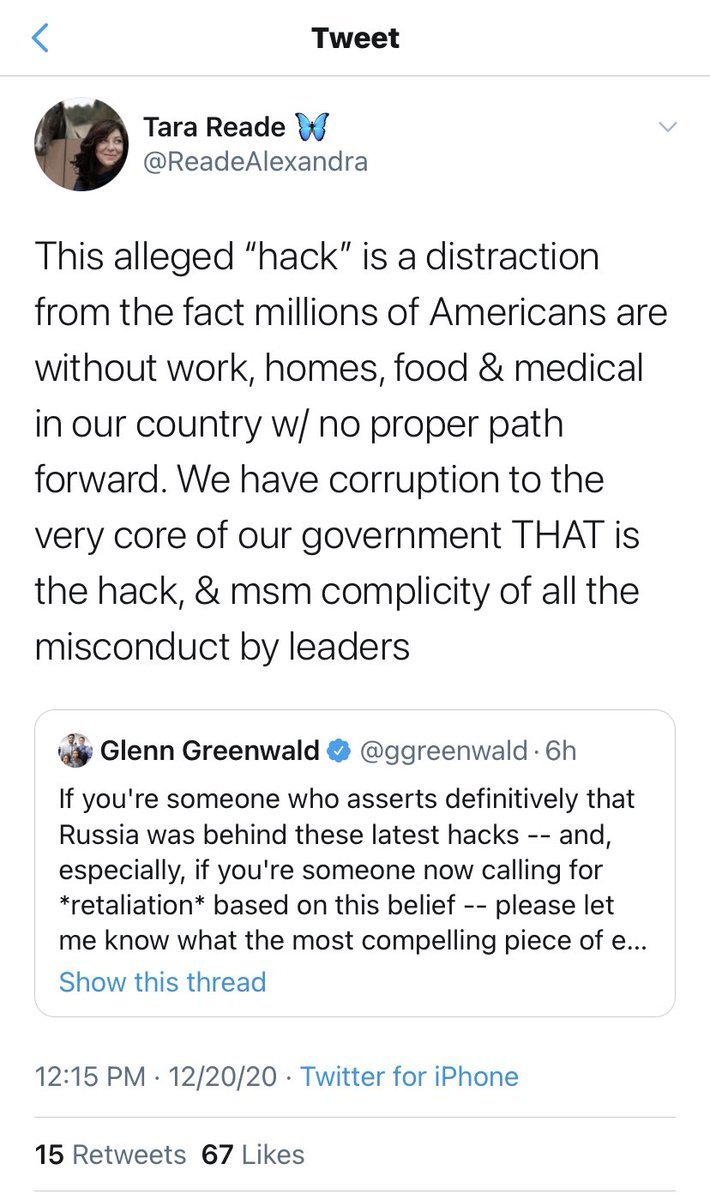 Tweet
Tara Reade 🦋
@ReadeAlexandra
This alleged “hack” is a distraction
from the fact millions of Americans are
without work, homes, food & medical
in our country w/ no proper path
forward. We have corruption to the
very core of our government THAT is
the hack, & msm complicity of all the
misconduct by leaders
Glenn Greenwald @ggreenwald · 6h
If you're someone who asserts definitively that
Russia was behind these latest hacks -- and,
especially, if you're someone now calling for
*retaliation* based on this belief -- please let
me know what the most compelling piece of e...
Show this thread
12:15 PM · 12/20/20 · Twitter for iPhone
15 Retweets 67 Likes